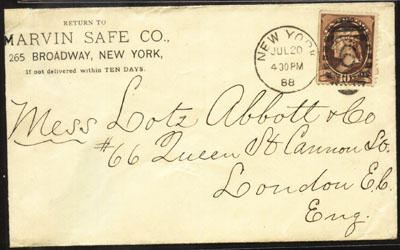 RETURN TO
MARVIN SAFE CO.,
265 BROADWAY, NEW YORK,
If not delivered within TEN DAYS.
NEW YORK
JUL 20
4 30 PM
88
10
Mess Lotz Abbott & Co
#66 Queen St Cannon St.
London E.C.
Eng.